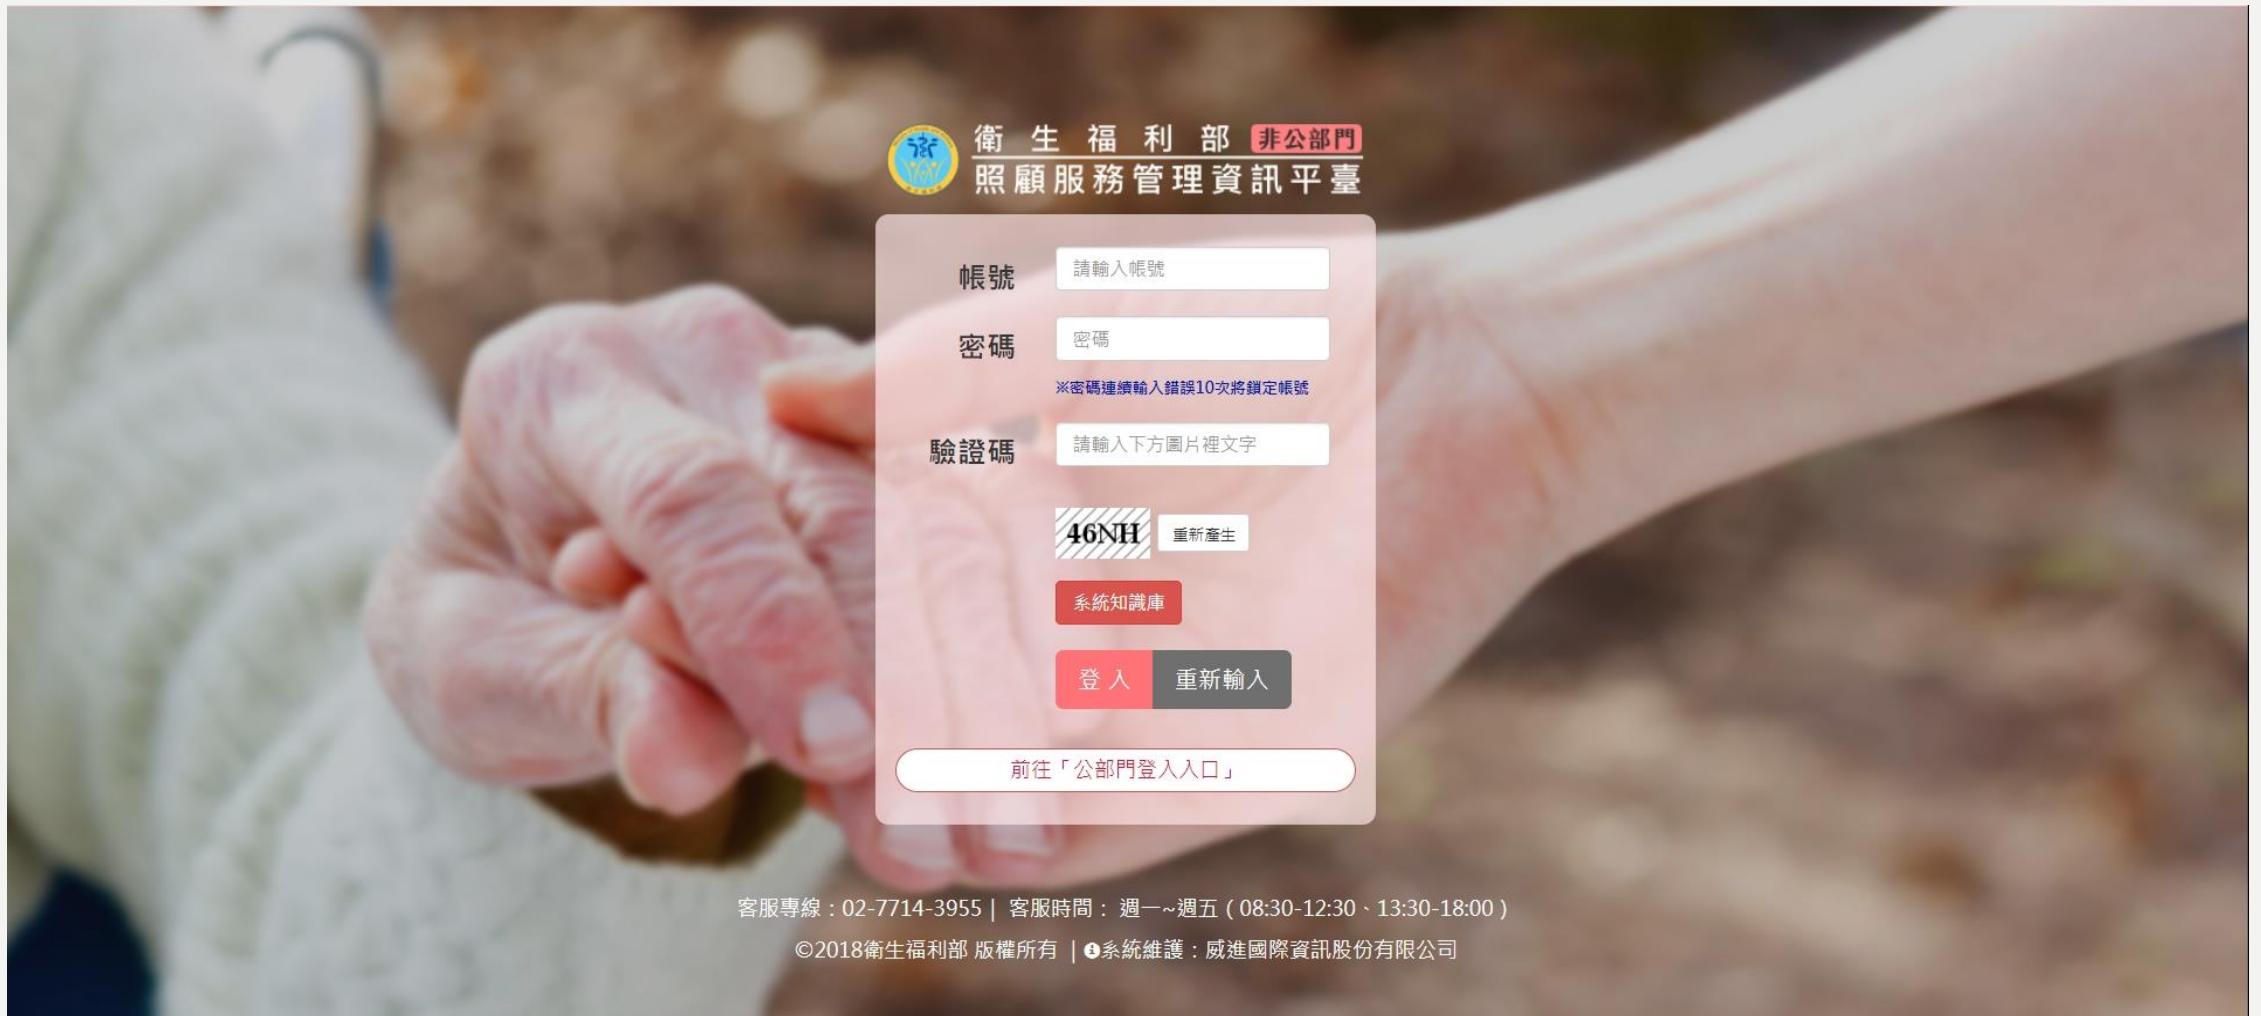 衛生福利部 非公部門
照顧服務管理資訊平臺
帳號 請輸入帳號
密碼 密碼
※密碼連續輸入錯誤10次將鎖定帳號
驗證碼 請輸入下方圖片裡文字
46NH 重新產生
系統知識庫
登入 重新輸入
前往「公部門登入入口」
客服專線：02-7714-3955 | 客服時間： 週一~週五 ( 08:30-12:30、13:30-18:00 )
©2018衛生福利部 版權所有 | 系統維護：威進國際資訊股份有限公司